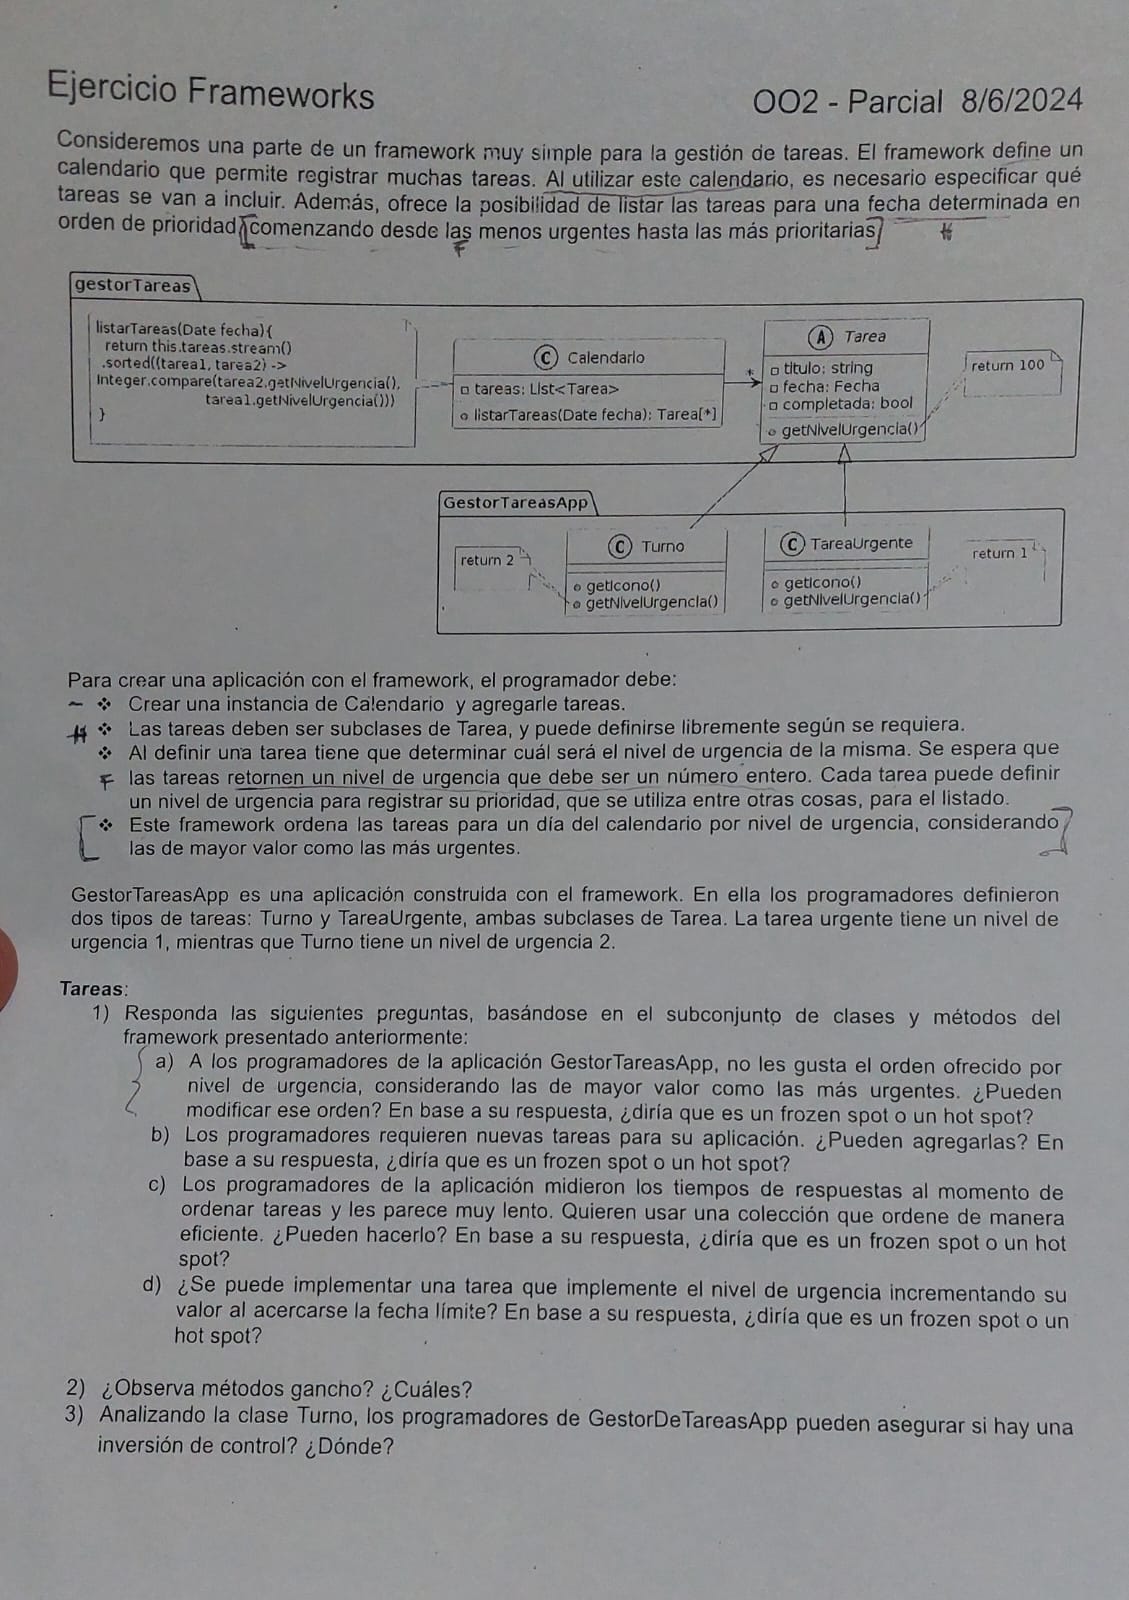 Ejercicio Frameworks
OO2 - Parcial 8/6/2024
Consideremos una parte de un framework muy simple para la gestión de tareas. El framework define un
calendario que permite registrar muchas tareas. Al utilizar este calendario, es necesario especificar qué
tareas se van a incluir. Además, ofrece la posibilidad de listar las tareas para una fecha determinada en
orden de prioridad [comenzando desde las menos urgentes hasta las más prioritarias]
F
#
gestorTareas
listarTareas(Date fecha){
return this.tareas.stream()
.sorted((tarea1, tarea2) ->
Integer.compare(tarea2.getNivelUrgencia(),
tarea1.getNivelUrgencia()))
}
C Calendario
tareas: List<Tarea>
listarTareas(Date fecha): Tarea[*]
*
A Tarea
titulo: string
fecha: Fecha
completada: bool
getNivelUrgencia()
return 100
GestorTareasApp
return 2
C Turno
getIcono()
getNivelUrgencia()
C TareaUrgente
getIcono()
getNivelUrgencia()
return 1
Para crear una aplicación con el framework, el programador debe:
~ ❖ Crear una instancia de Calendario y agregarle tareas.
# ❖ Las tareas deben ser subclases de Tarea, y puede definirse libremente según se requiera.
❖ Al definir una tarea tiene que determinar cuál será el nivel de urgencia de la misma. Se espera que
F las tareas retornen un nivel de urgencia que debe ser un número entero. Cada tarea puede definir
un nivel de urgencia para registrar su prioridad, que se utiliza entre otras cosas, para el listado.
[ ❖ Este framework ordena las tareas para un día del calendario por nivel de urgencia, considerando
las de mayor valor como las más urgentes. ]
GestorTareasApp es una aplicación construida con el framework. En ella los programadores definieron
dos tipos de tareas: Turno y TareaUrgente, ambas subclases de Tarea. La tarea urgente tiene un nivel de
urgencia 1, mientras que Turno tiene un nivel de urgencia 2.
Tareas:
1) Responda las siguientes preguntas, basándose en el subconjunto de clases y métodos del
framework presentado anteriormente:
a) A los programadores de la aplicación GestorTareasApp, no les gusta el orden ofrecido por
nivel de urgencia, considerando las de mayor valor como las más urgentes. ¿Pueden
modificar ese orden? En base a su respuesta, ¿diría que es un frozen spot o un hot spot?
b) Los programadores requieren nuevas tareas para su aplicación. ¿Pueden agregarlas? En
base a su respuesta, ¿diría que es un frozen spot o un hot spot?
c) Los programadores de la aplicación midieron los tiempos de respuestas al momento de
ordenar tareas y les parece muy lento. Quieren usar una colección que ordene de manera
eficiente. ¿Pueden hacerlo? En base a su respuesta, ¿diría que es un frozen spot o un hot
spot?
d) ¿Se puede implementar una tarea que implemente el nivel de urgencia incrementando su
valor al acercarse la fecha límite? En base a su respuesta, ¿diría que es un frozen spot o un
hot spot?
2) ¿Observa métodos gancho? ¿Cuáles?
3) Analizando la clase Turno, los programadores de GestorDeTareasApp pueden asegurar si hay una
inversión de control? ¿Dónde?